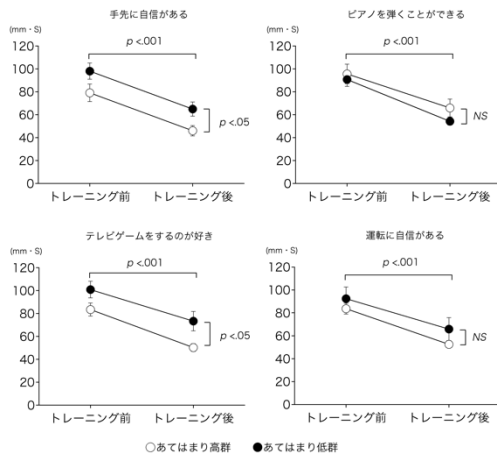 手先に自信がある
(mm・S)
p <.001
120
100
80
60
40
20
0
p <.05
トレーニング前
トレーニング後
ピアノを弾くことができる
(mm・S)
p <.001
120
100
80
60
40
20
0
NS
トレーニング前
トレーニング後
テレビゲームをするのが好き
(mm・S)
p <.001
120
100
80
60
40
20
0
p <.05
トレーニング前
トレーニング後
運転に自信がある
(mm・S)
p <.001
120
100
80
60
40
20
0
NS
トレーニング前
トレーニング後
○あてはまり高群 ●あてはまり低群